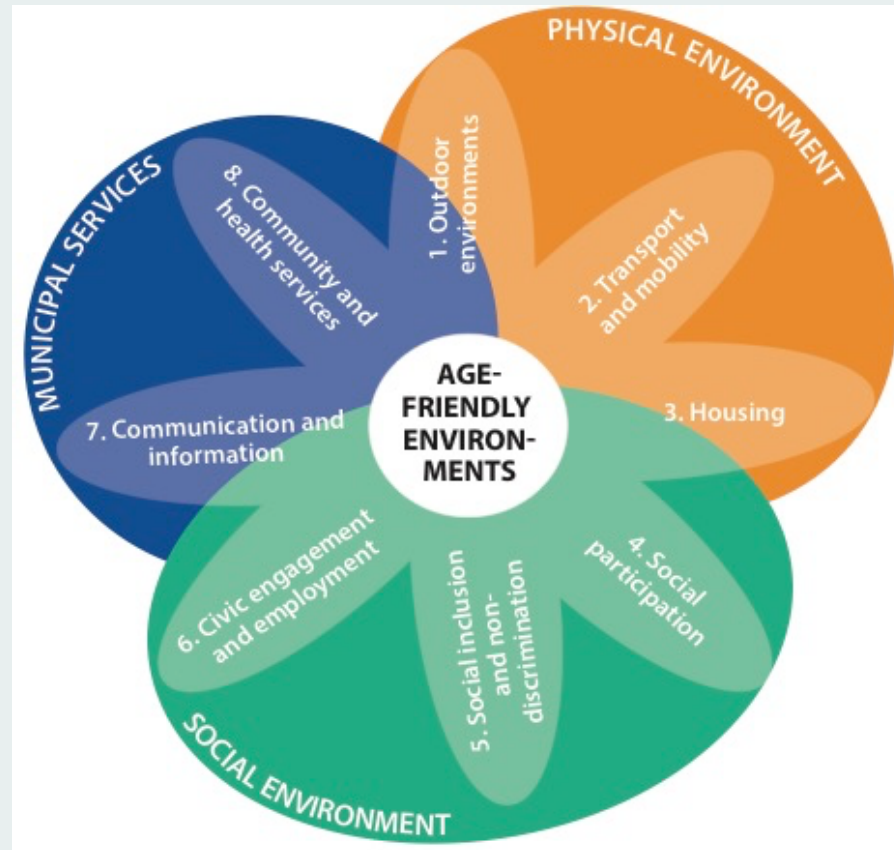 PHYSICAL ENVIRONMENT
MUNICIPAL SERVICES
SOCIAL ENVIRONMENT
AGE-
FRIENDLY
ENVIRON-
MENTS
1. Outdoor
environments
2. Transport
and mobility
3. Housing
4. Social
participation
5. Social inclusion
and non-
discrimination
6. Civic engagement
and employment
7. Communication and
information
8. Community and
health services